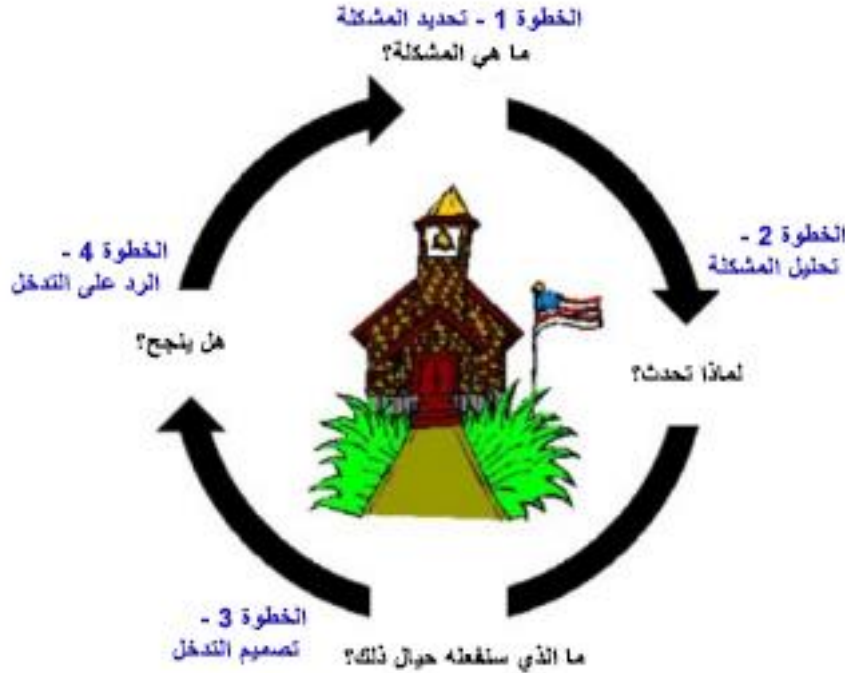 الخطوة 1 - تحديد المشكلة
ما هي المشكلة؟
الخطوة 2 -
تحليل المشكلة
لماذا تحدث؟
الخطوة 3 -
تصميم التدخل
ما الذي سنفعله حيال ذلك؟
الخطوة 4 -
الرد على التدخل
هل ينجح؟